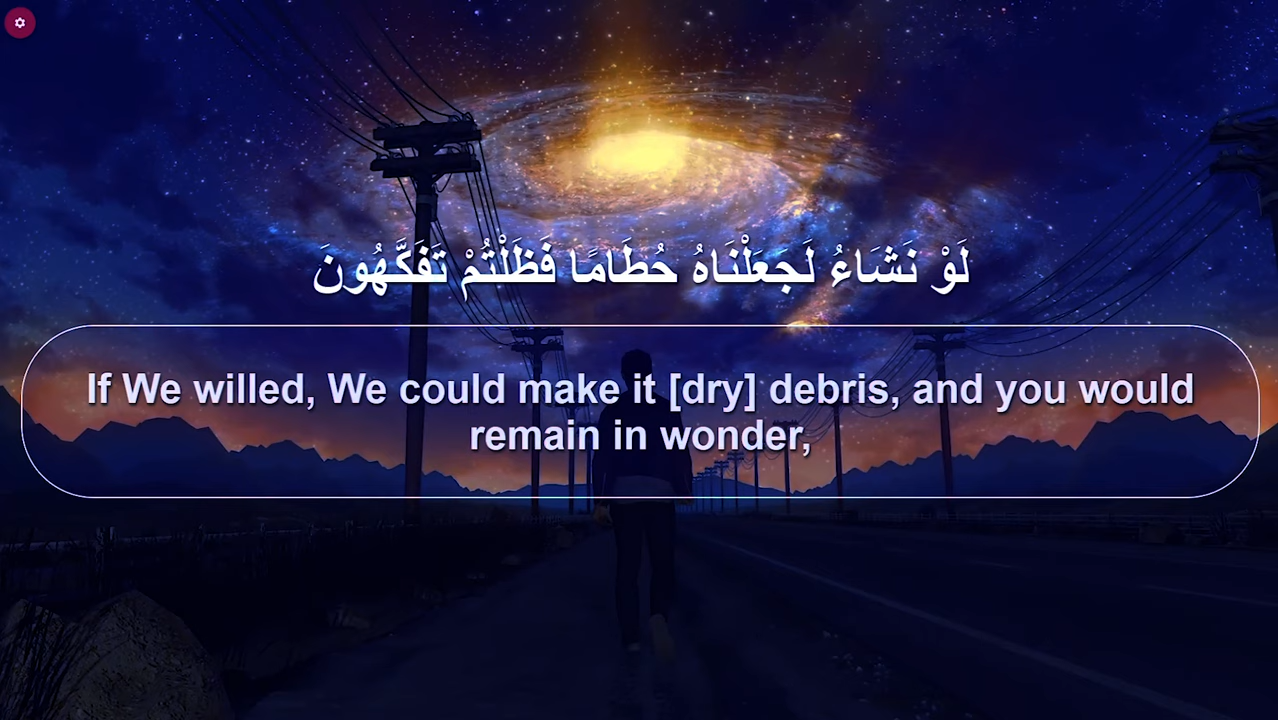 لَوْ نَشَاءُ لَجَعَلْنَاهُ حُطَامًا فَظَلْتُمْ تَفَكَّهُونَ
If We willed, We could make it [dry] debris, and you would
remain in wonder,